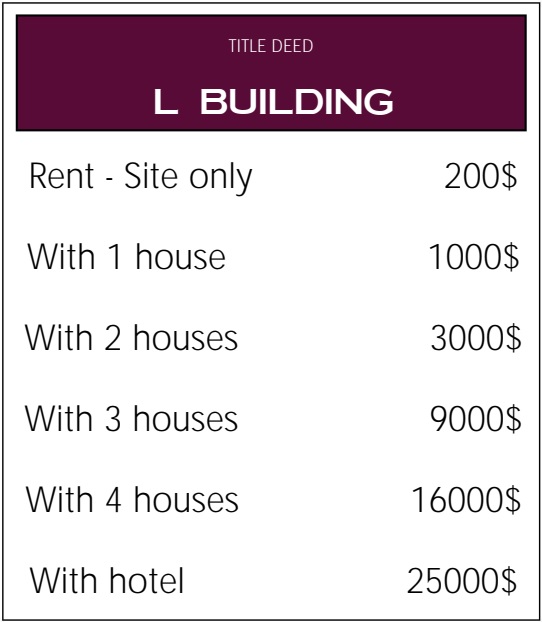 TITLE DEED
L BUILDING
Rent - Site only 200$
With 1 house 1000$
With 2 houses 3000$
With 3 houses 9000$
With 4 houses 16000$
With hotel 25000$